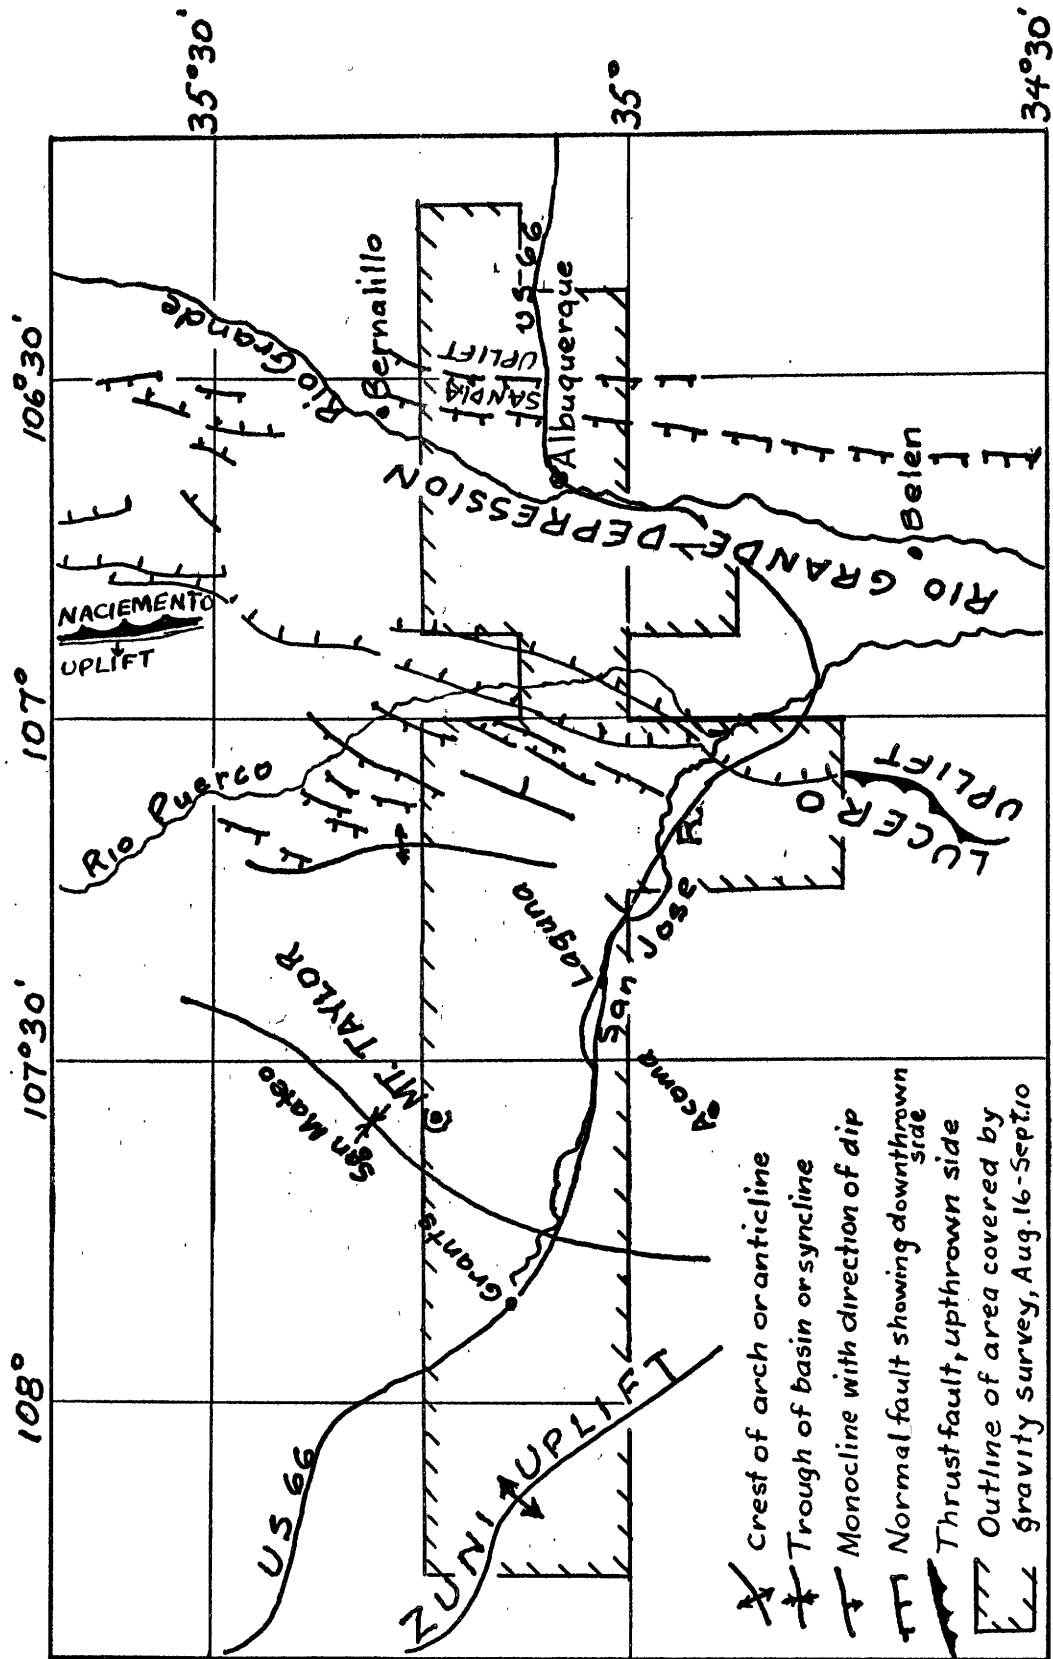 108°
107°30'
107°
106°30'
35°30'
35°
34°30'
US 66
ZUNI UPLIFT
Grants
San Mateo
MT. TAYLOR
Laguna
Acoma
San Jose R.
Rio Puerco
NACIEMENTO
UPLIFT
LUCERO
UPLIFT
RIO GRANDE DEPRESSION
Rio Grande
Bernalillo
SANDIA
UPLIFT
US-66
Albuquerque
Belen
Crest of arch or anticline
Trough of basin or syncline
Monocline with direction of dip
Normal fault showing downthrown
side
Thrust fault, upthrown side
Outline of area covered by
gravity survey, Aug.16-Sept.10